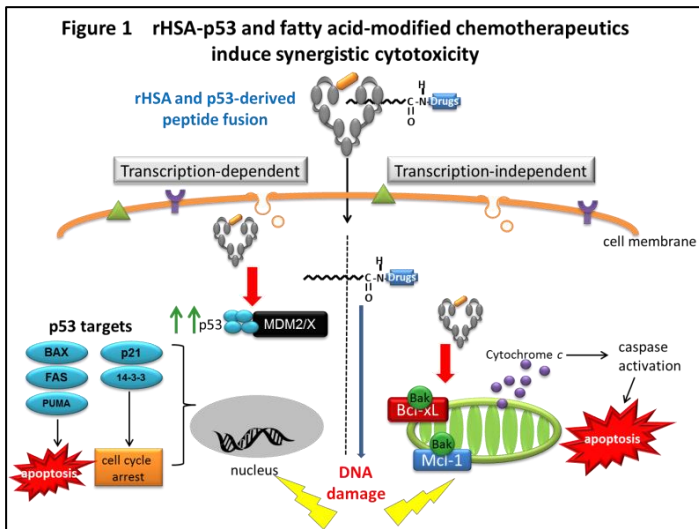 Figure 1 rHSA-p53 and fatty acid-modified chemotherapeutics
induce synergistic cytotoxicity
rHSA and p53-derived
peptide fusion
H
C-N-Drugs
O
Transcription-dependent
Transcription-independent
cell membrane
H
C-N-Drugs
O
p53
MDM2/X
p53 targets
BAX
p21
FAS
14-3-3
PUMA
apoptosis
cell cycle
arrest
nucleus
DNA
damage
Cytochrome c
caspase
activation
Bak
Bcl-xL
Bak
Mcl-1
apoptosis